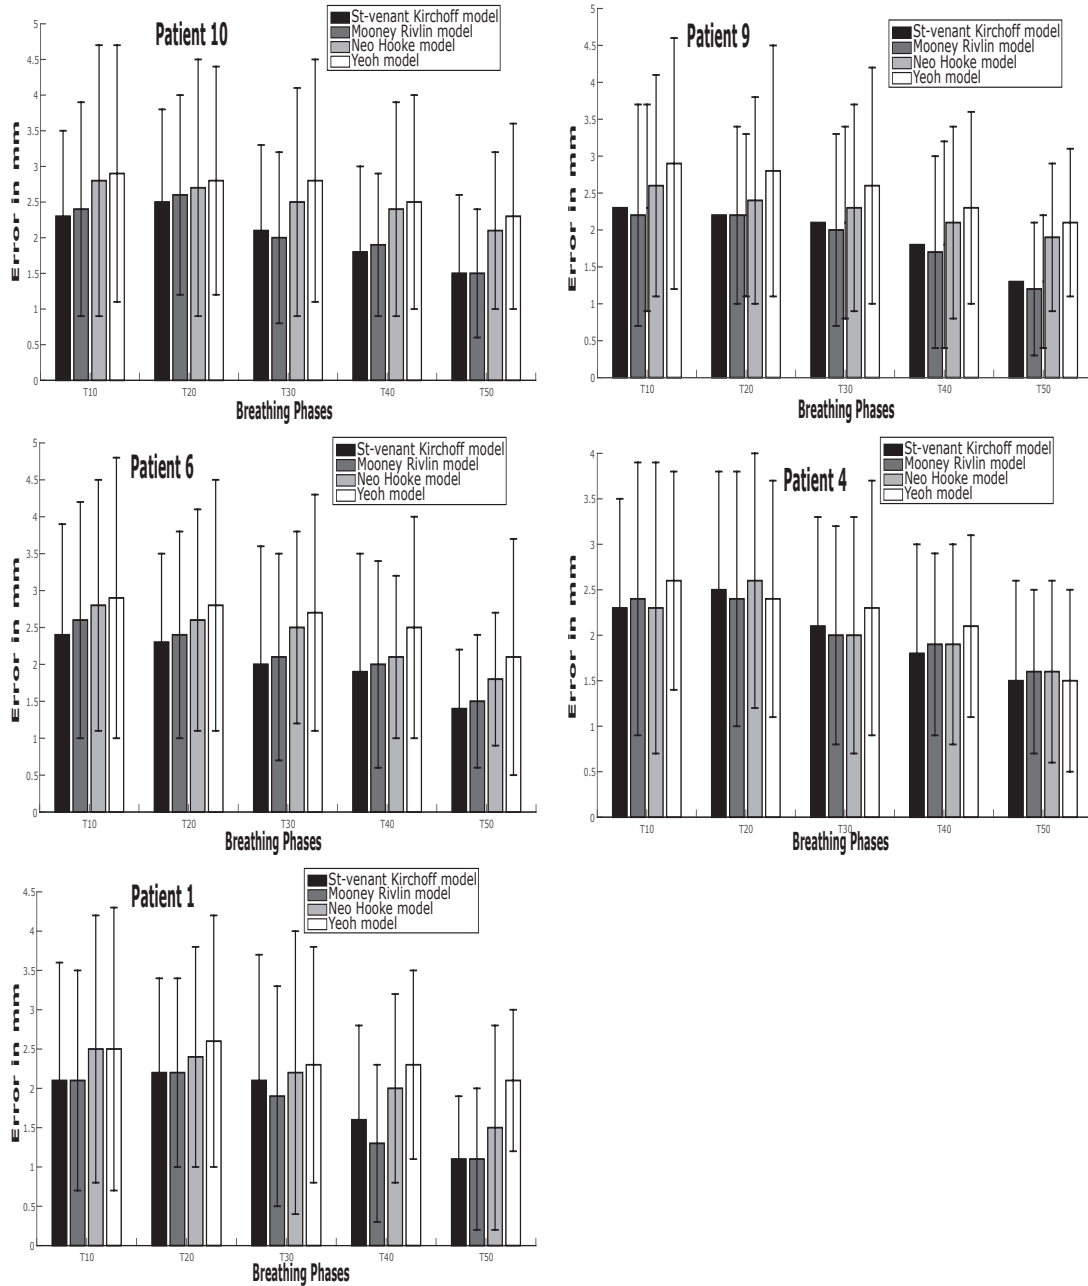 Patient 10
St-venant Kirchoff model
Mooney Rivlin model
Neo Hooke model
Yeoh model
Error in mm
5
4.5
4
3.5
3
2.5
2
1.5
1
0.5
0
T10 T20 T30 T40 T50
Breathing Phases
Patient 9
St-venant Kirchoff model
Mooney Rivlin model
Neo Hooke model
Yeoh model
Error in mm
5
4.5
4
3.5
3
2.5
2
1.5
1
0.5
0
T10 T20 T30 T40 T50
Breathing Phases
Patient 6
St-venant Kirchoff model
Mooney Rivlin model
Neo Hooke model
Yeoh model
Error in mm
5
4.5
4
3.5
3
2.5
2
1.5
1
0.5
0
T10 T20 T30 T40 T50
Breathing Phases
Patient 4
St-venant Kirchoff model
Mooney Rivlin model
Neo Hooke model
Yeoh model
Error in mm
4
3.5
3
2.5
2
1.5
1
0.5
0
T10 T20 T30 T40 T50
Breathing Phases
Patient 1
St-venant Kirchoff model
Mooney Rivlin model
Neo Hooke model
Yeoh model
Error in mm
4.5
4
3.5
3
2.5
2
1.5
1
0.5
0
T10 T20 T30 T40 T50
Breathing Phases